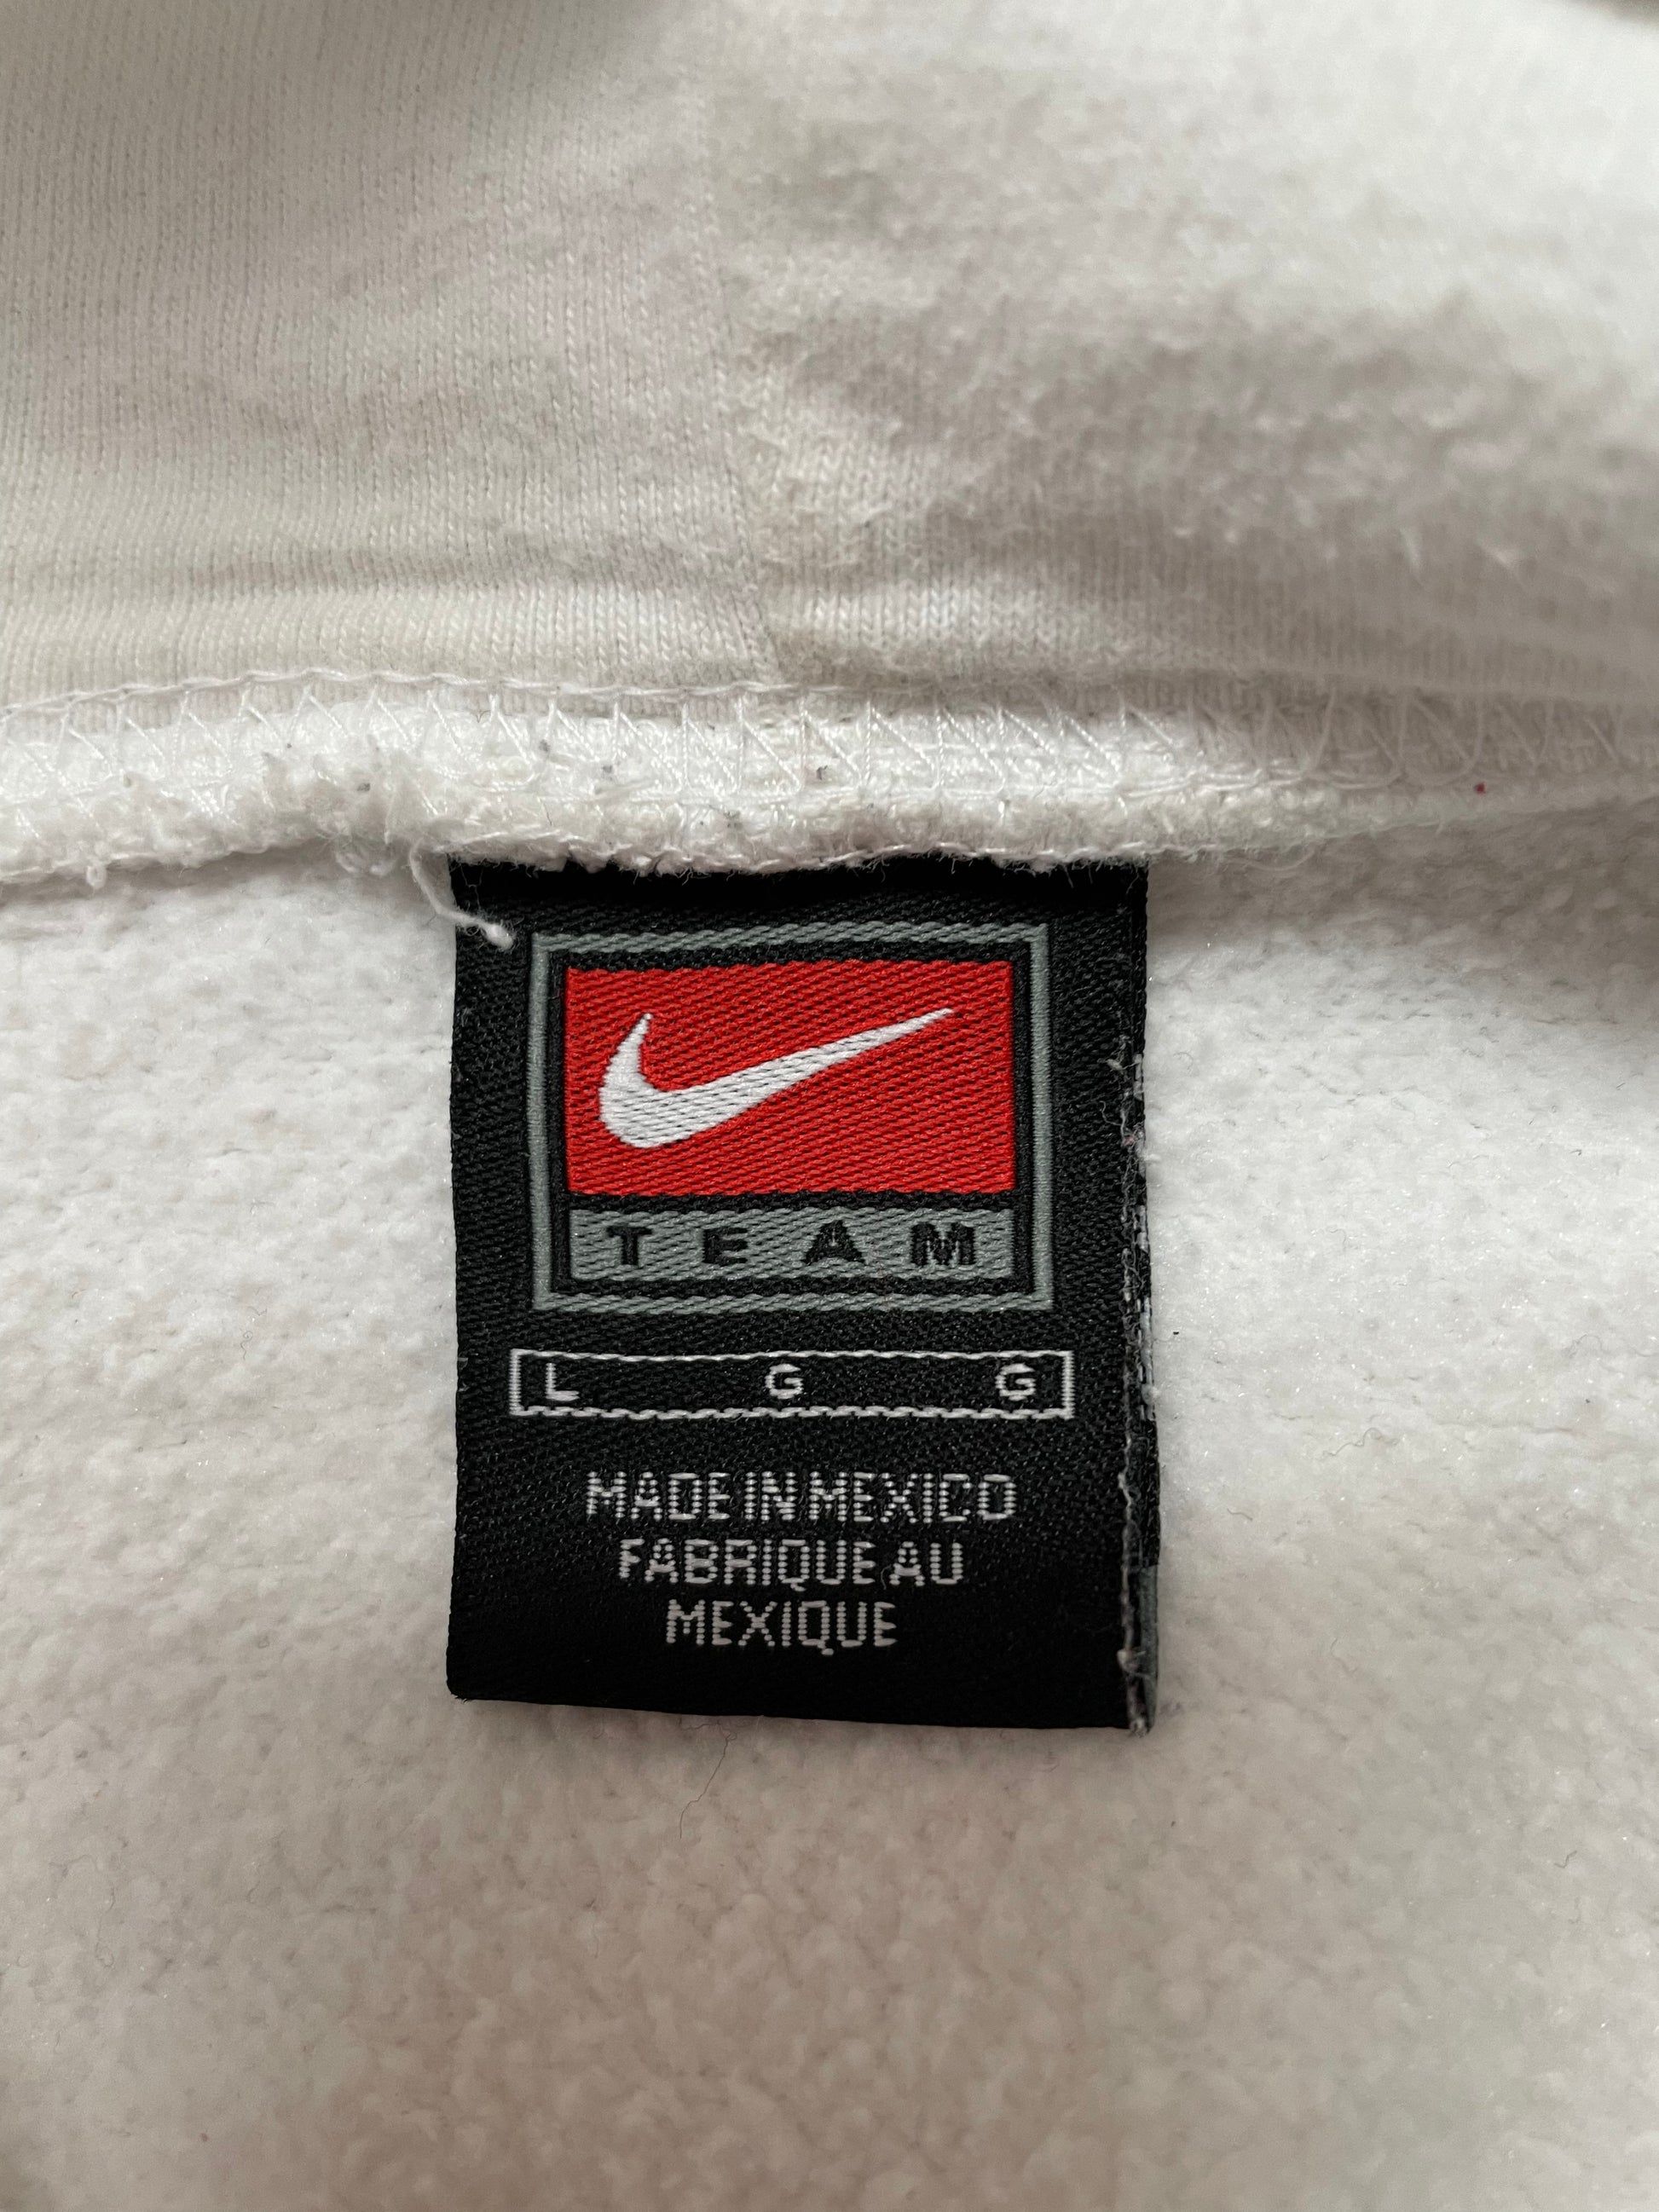 TEAM
L G G
MADE IN MEXICO
FABRIQUE AU
MEXIQUE